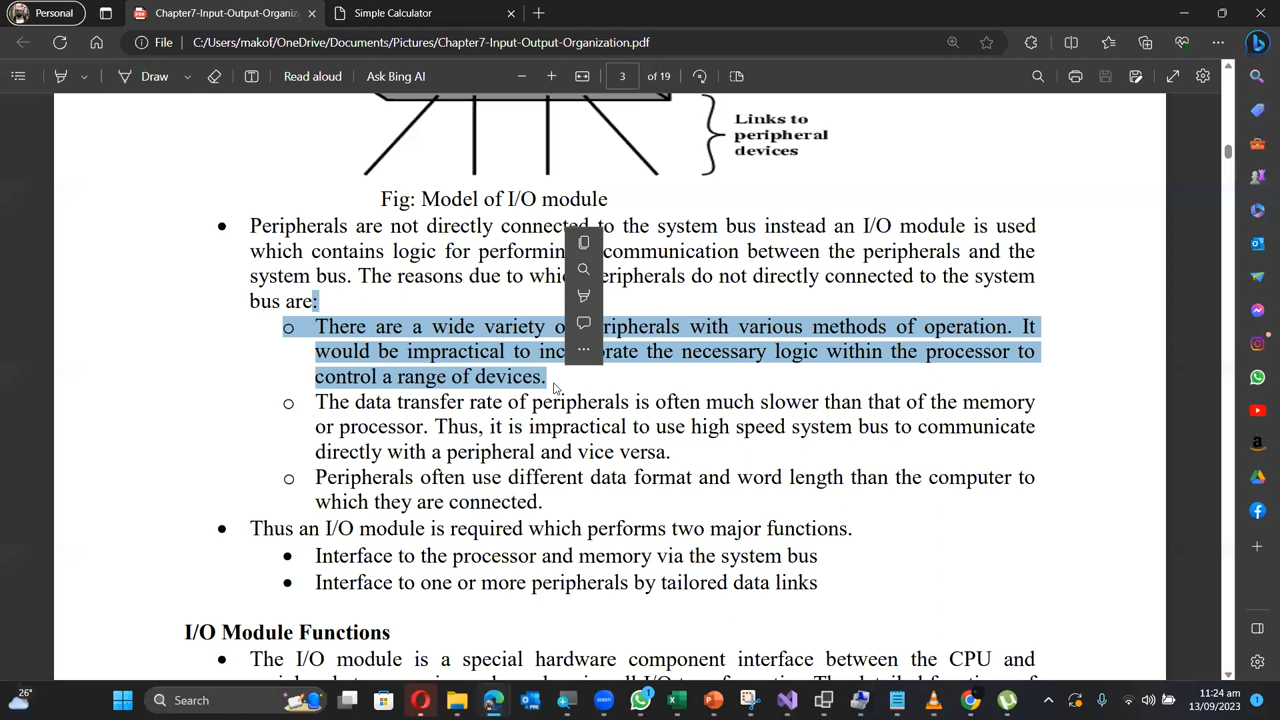 Personal
Chapter7-Input-Output-Organiz
Simple Calculator
File
C:/Users/makof/OneDrive/Documents/Pictures/Chapter7-Input-Output-Organization.pdf
Draw
Read aloud
Ask Bing AI
3 of 19
Links to
peripheral
devices
Fig: Model of I/O module
• Peripherals are not directly connected to the system bus instead an I/O module is used
which contains logic for performin communication between the peripherals and the
system bus. The reasons due to whi peripherals do not directly connected to the system
bus are:
o There are a wide variety o ripherals with various methods of operation. It
would be impractical to inc rate the necessary logic within the processor to
control a range of devices.
o The data transfer rate of peripherals is often much slower than that of the memory
or processor. Thus, it is impractical to use high speed system bus to communicate
directly with a peripheral and vice versa.
o Peripherals often use different data format and word length than the computer to
which they are connected.
• Thus an I/O module is required which performs two major functions.
• Interface to the processor and memory via the system bus
• Interface to one or more peripherals by tailored data links
I/O Module Functions
• The I/O module is a special hardware component interface between the CPU and
26°
Search
1
11:24 am
13/09/2023